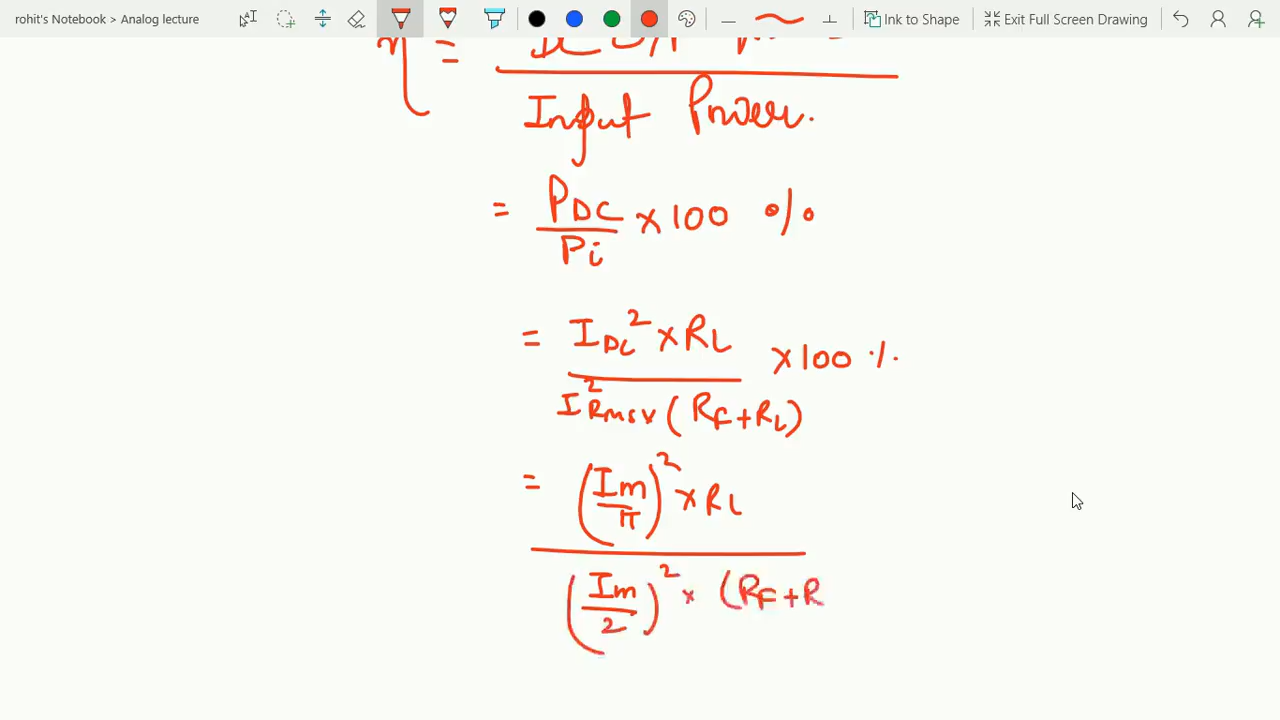 rohit's Notebook > Analog lecture
Ink to Shape
Exit Full Screen Drawing
η =
Input Power.
= PDC / Pi × 100 %
= IDC² × RL / I²Rms × (RF + RL) × 100 %
= (Im / π)² × RL
(Im / 2)² × (RF + R